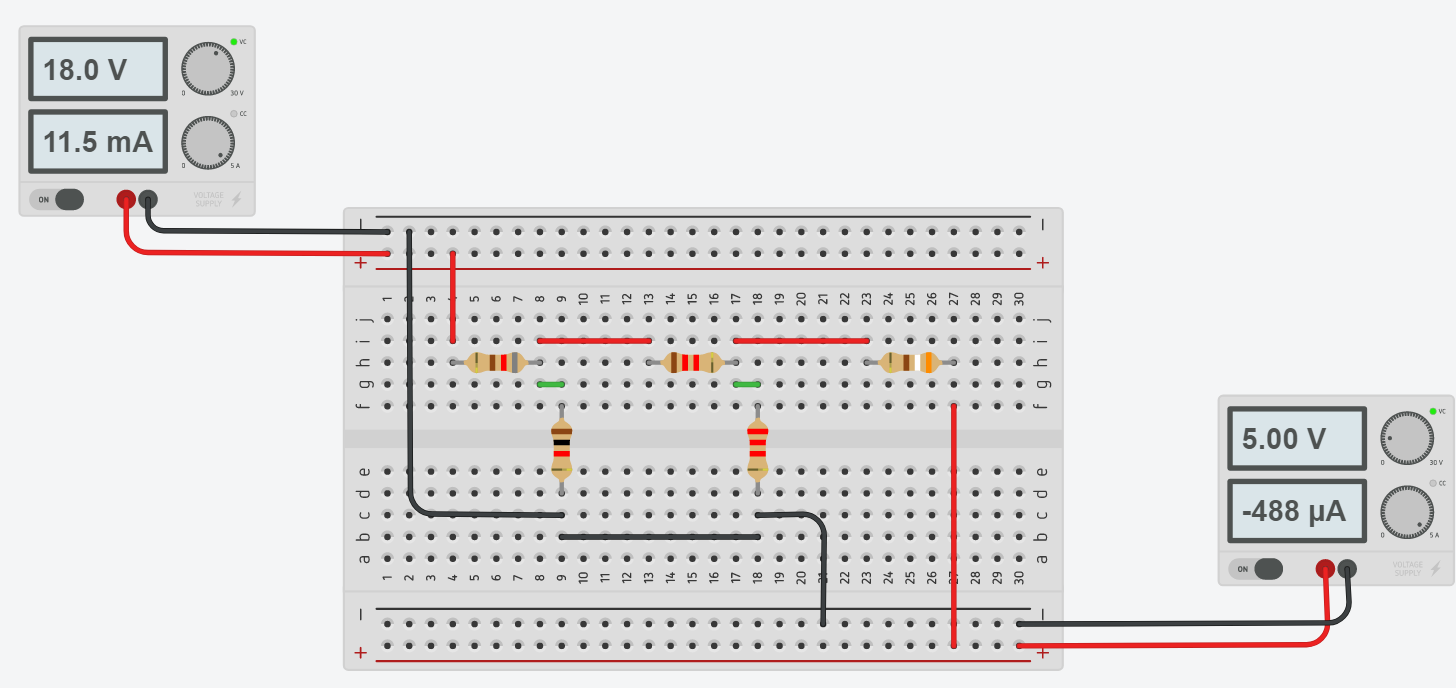 18.0 V
VC
0 30 V
11.5 mA
CC
0 5 A
ON
VOLTAGE
SUPPLY
– –
+ +
1 2 3 4 5 6 7 8 9 10 11 12 13 14 15 16 17 18 19 20 21 22 23 24 25 26 27 28 29 30
j j
i i
h h
g g
f f
e e
d d
c c
b b
a a
1 2 3 4 5 6 7 8 9 10 11 12 13 14 15 16 17 18 19 20 21 22 23 24 25 26 27 28 29 30
– –
+ +
5.00 V
VC
0 30 V
-488 µA
CC
0 5 A
ON
VOLTAGE
SUPPLY